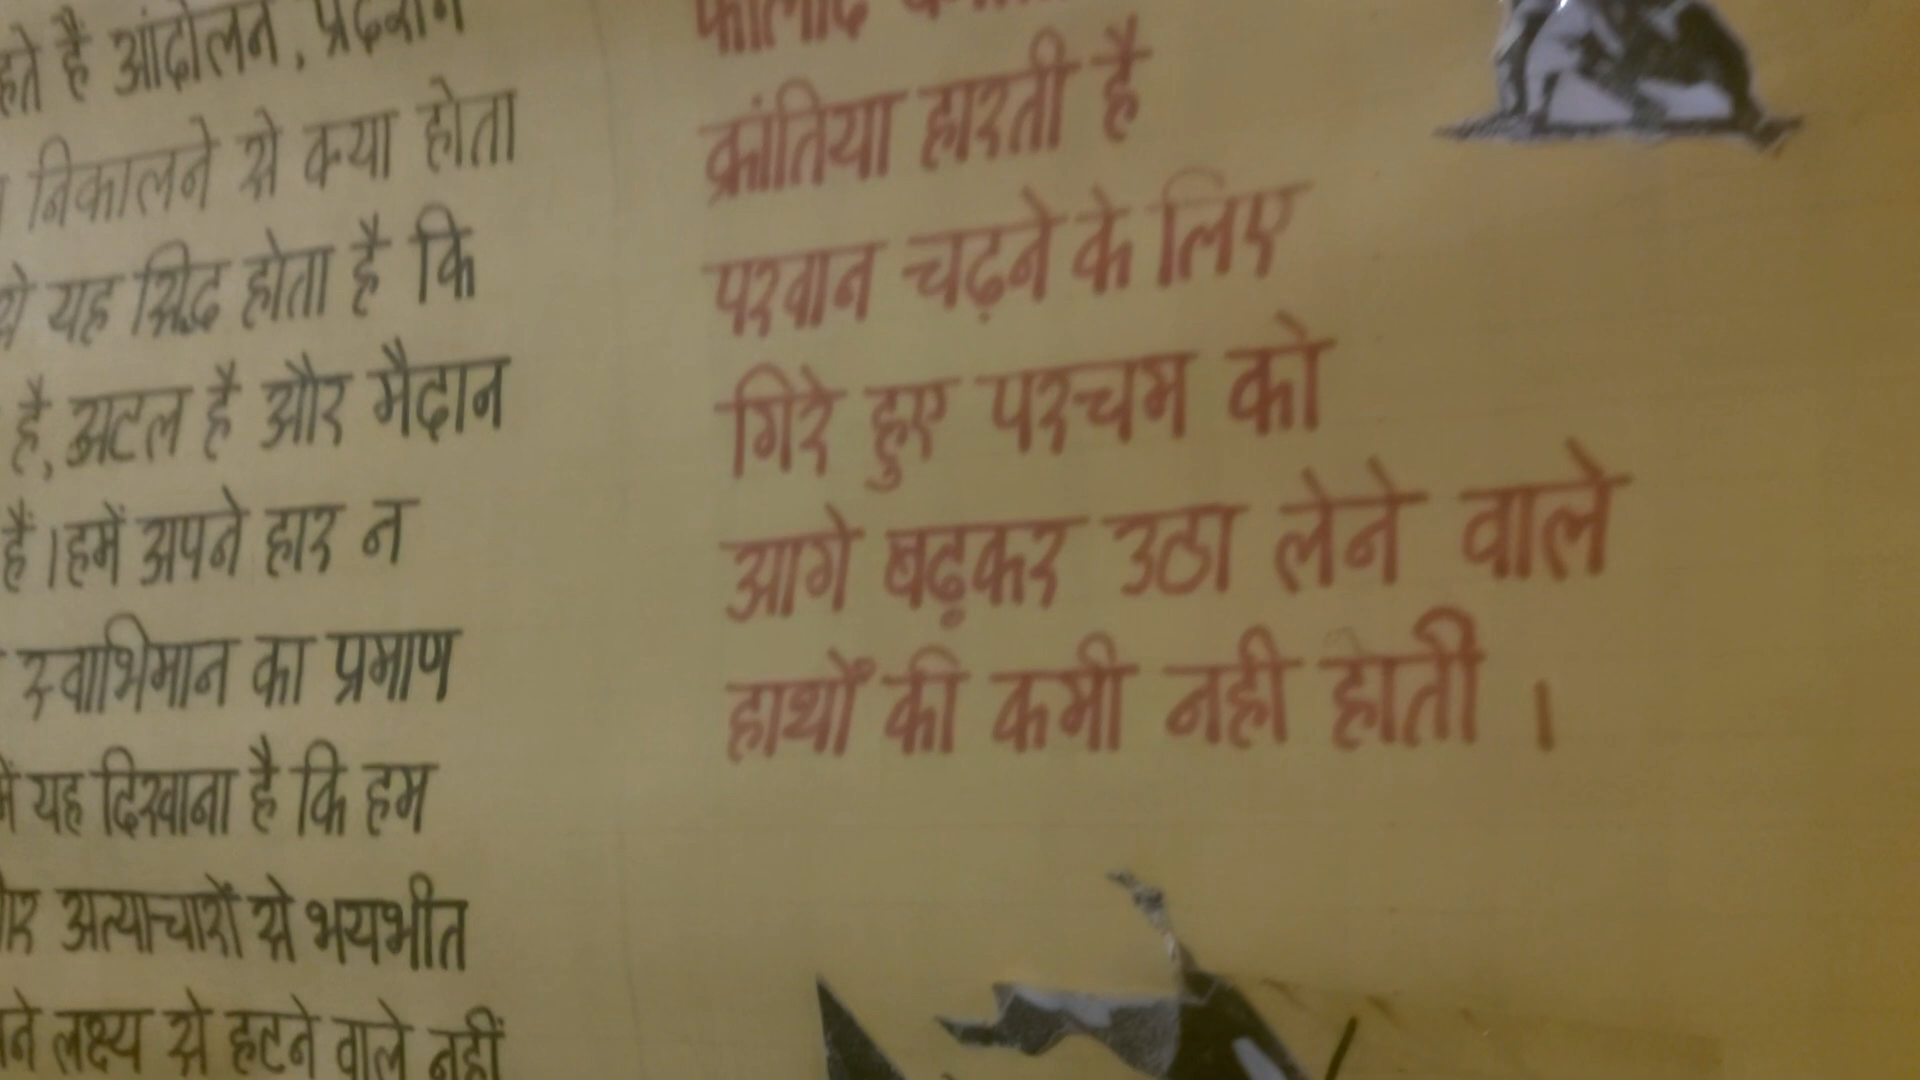 हते हैं आंदोलन, प्रदर्शन
निकालने से क्या होता
से यह सिद्ध होता है कि
है, अटल है और मैदान
हैं। हमें अपने हार न
स्वाभिमान का प्रमाण
में यह दिखाना है कि हम
अत्याचारों से भयभीत
लक्ष्य से हटने वाले नहीं
फौलाद
क्रांतिया हारती है
परवान चढ़ने के लिए
गिरे हुए परचम को
आगे बढ़कर उठा लेने वाले
हाथों की कमी नही होती ।